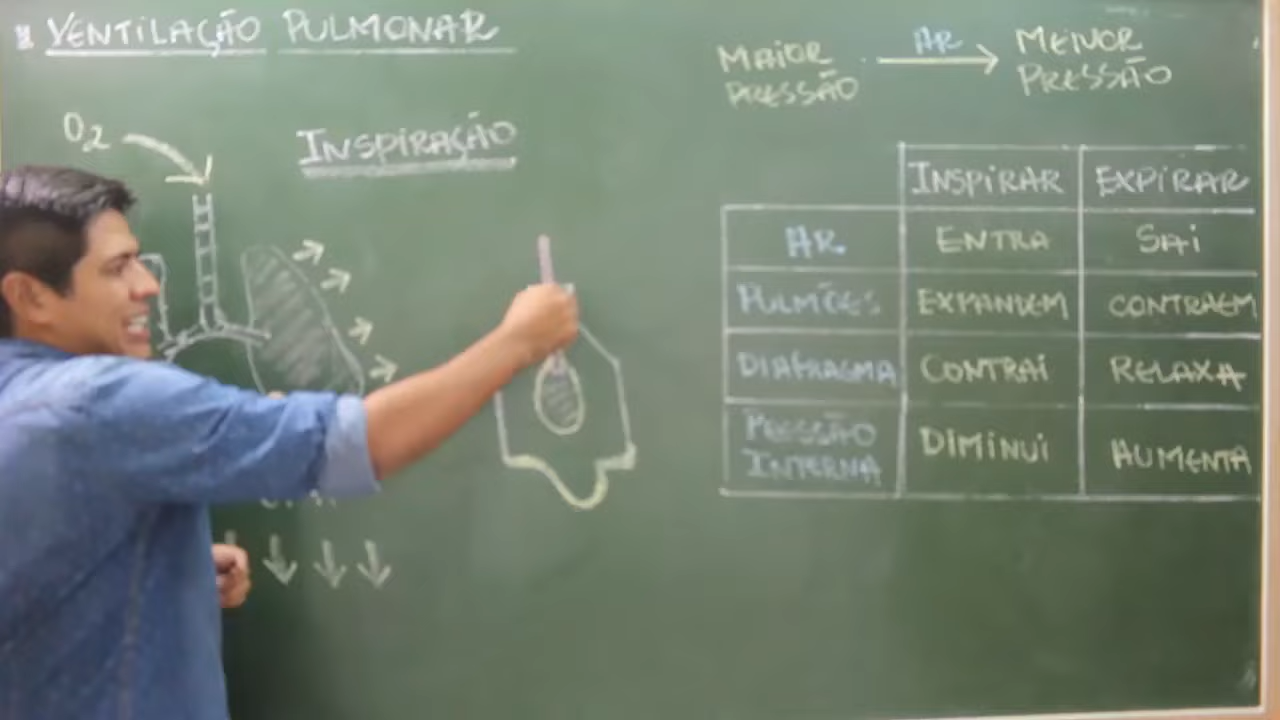 VENTILAÇÃO PULMONAR
O2
INSPIRAÇÃO
MAIOR PRESSÃO
AR
MENOR PRESSÃO
INSPIRAR EXPIRAR
AR ENTRA SAI
PULMÕES EXPANDEM CONTRAEM
DIAFRAGMA CONTRAI RELAXA
PRESSÃO INTERNA DIMINUI AUMENTA